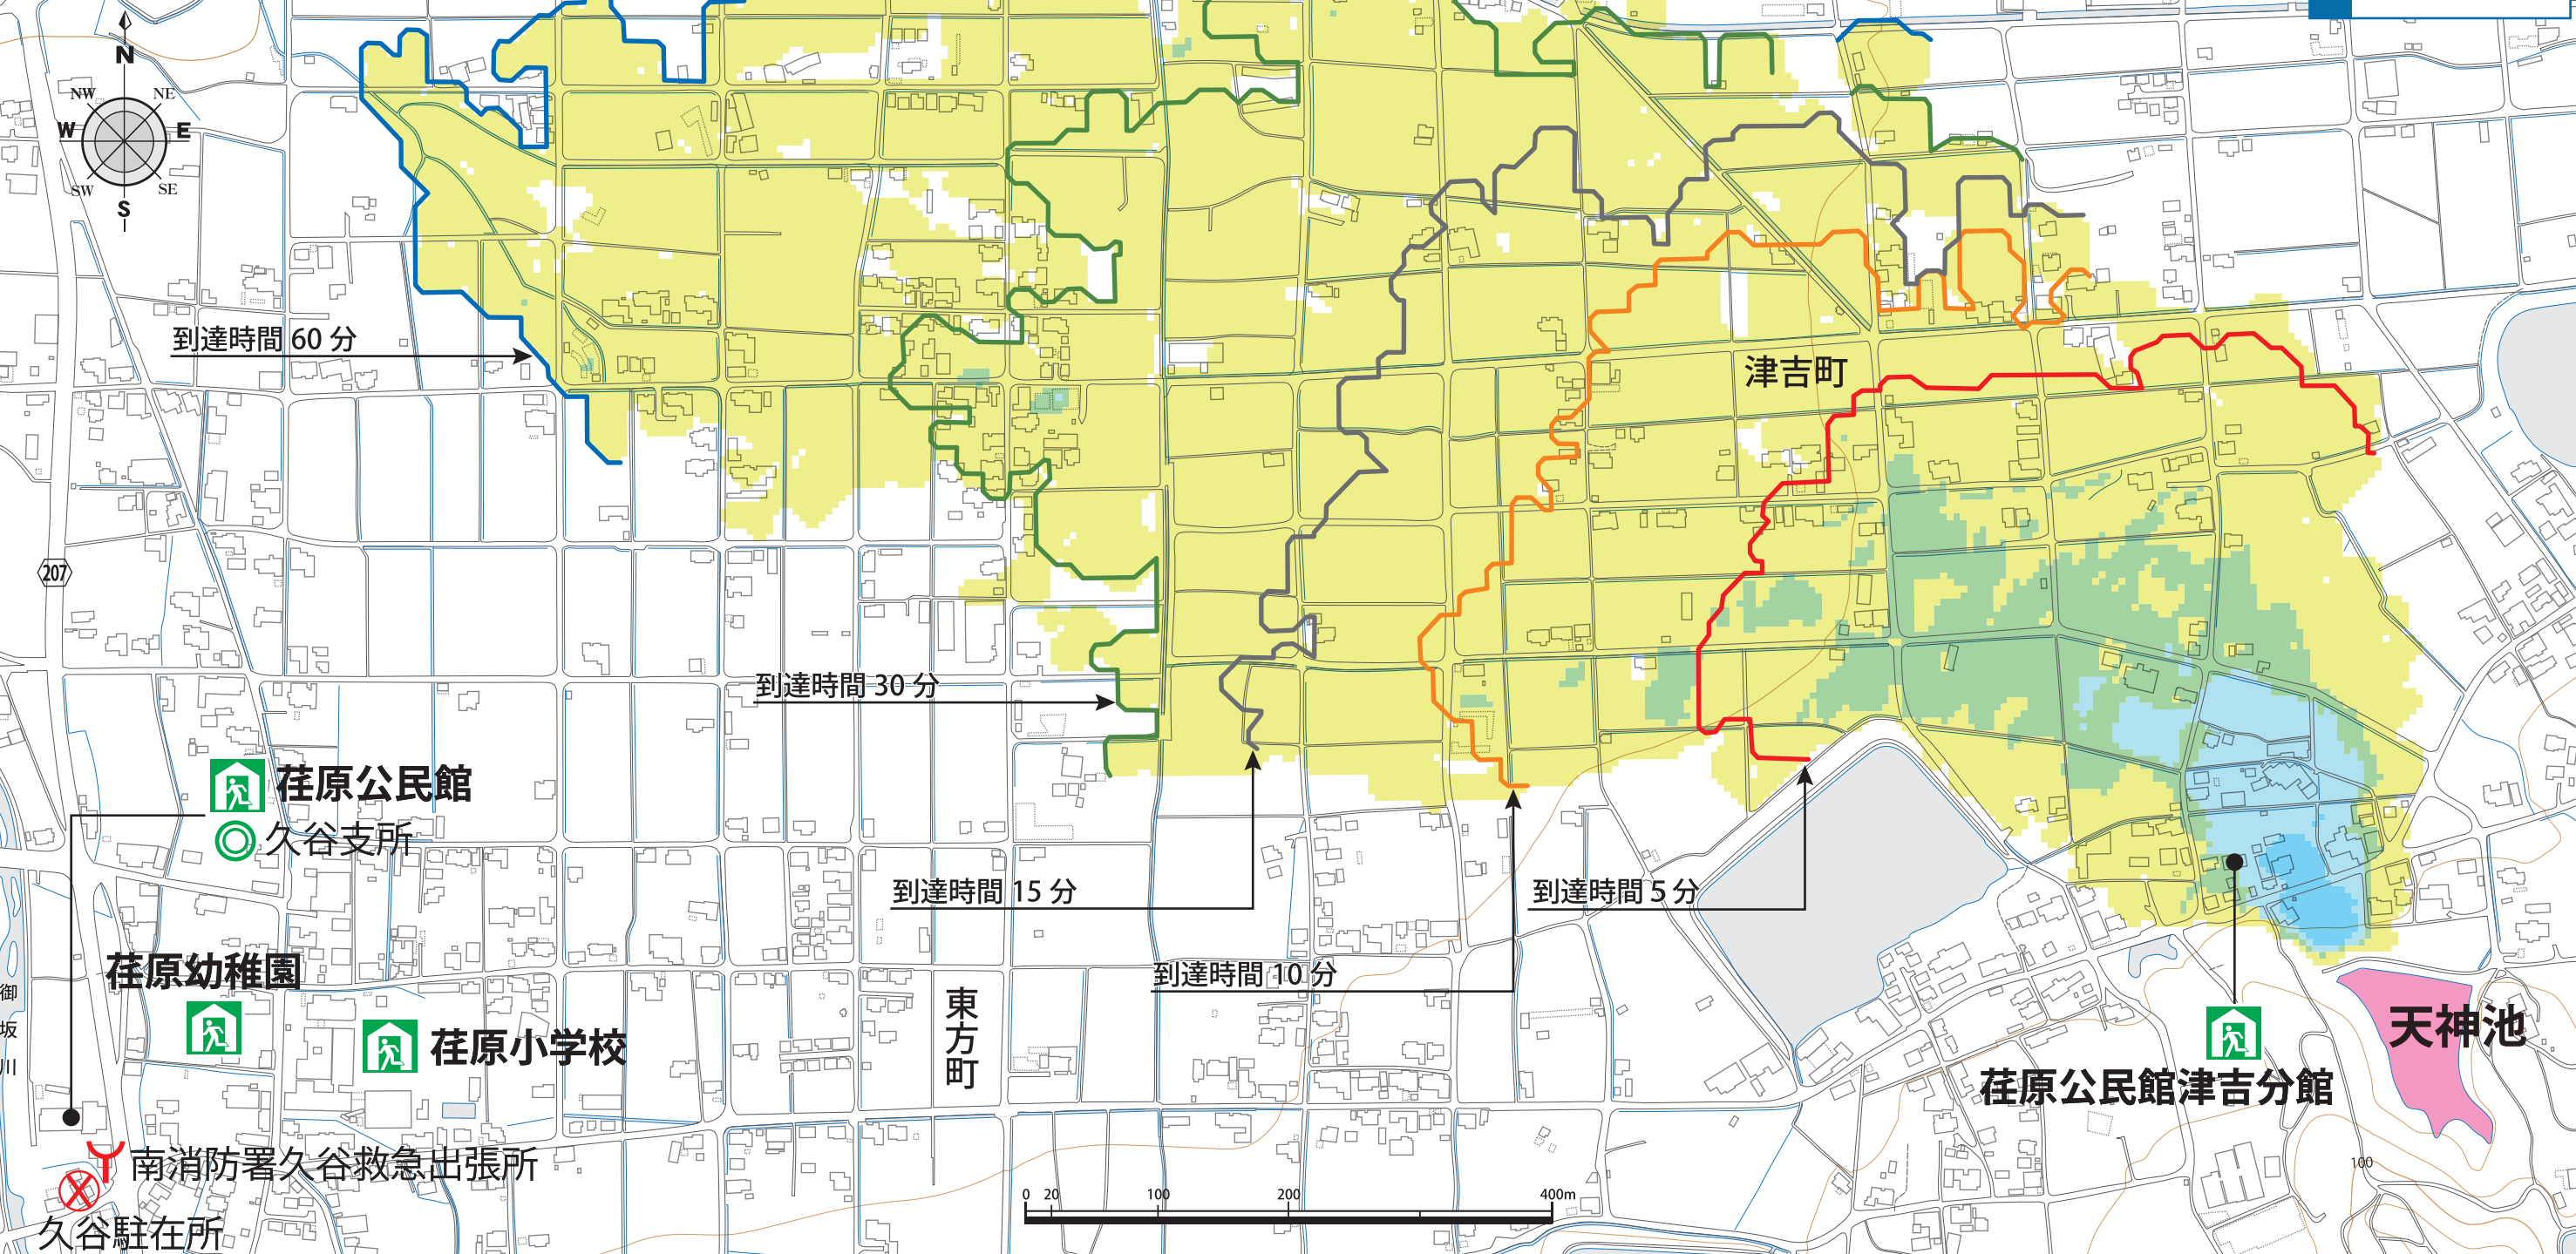 N
NW
NE
W
E
SW
SE
S
到達時間 60 分
津吉町
207
到達時間 30 分
荏原公民館
久谷支所
到達時間 15 分
到達時間 5 分
荏原幼稚園
到達時間 10 分
御坂川
荏原小学校
東方町
天神池
荏原公民館津吉分館
南消防署久谷救急出張所
100
久谷駐在所
0 20 100 200 400m